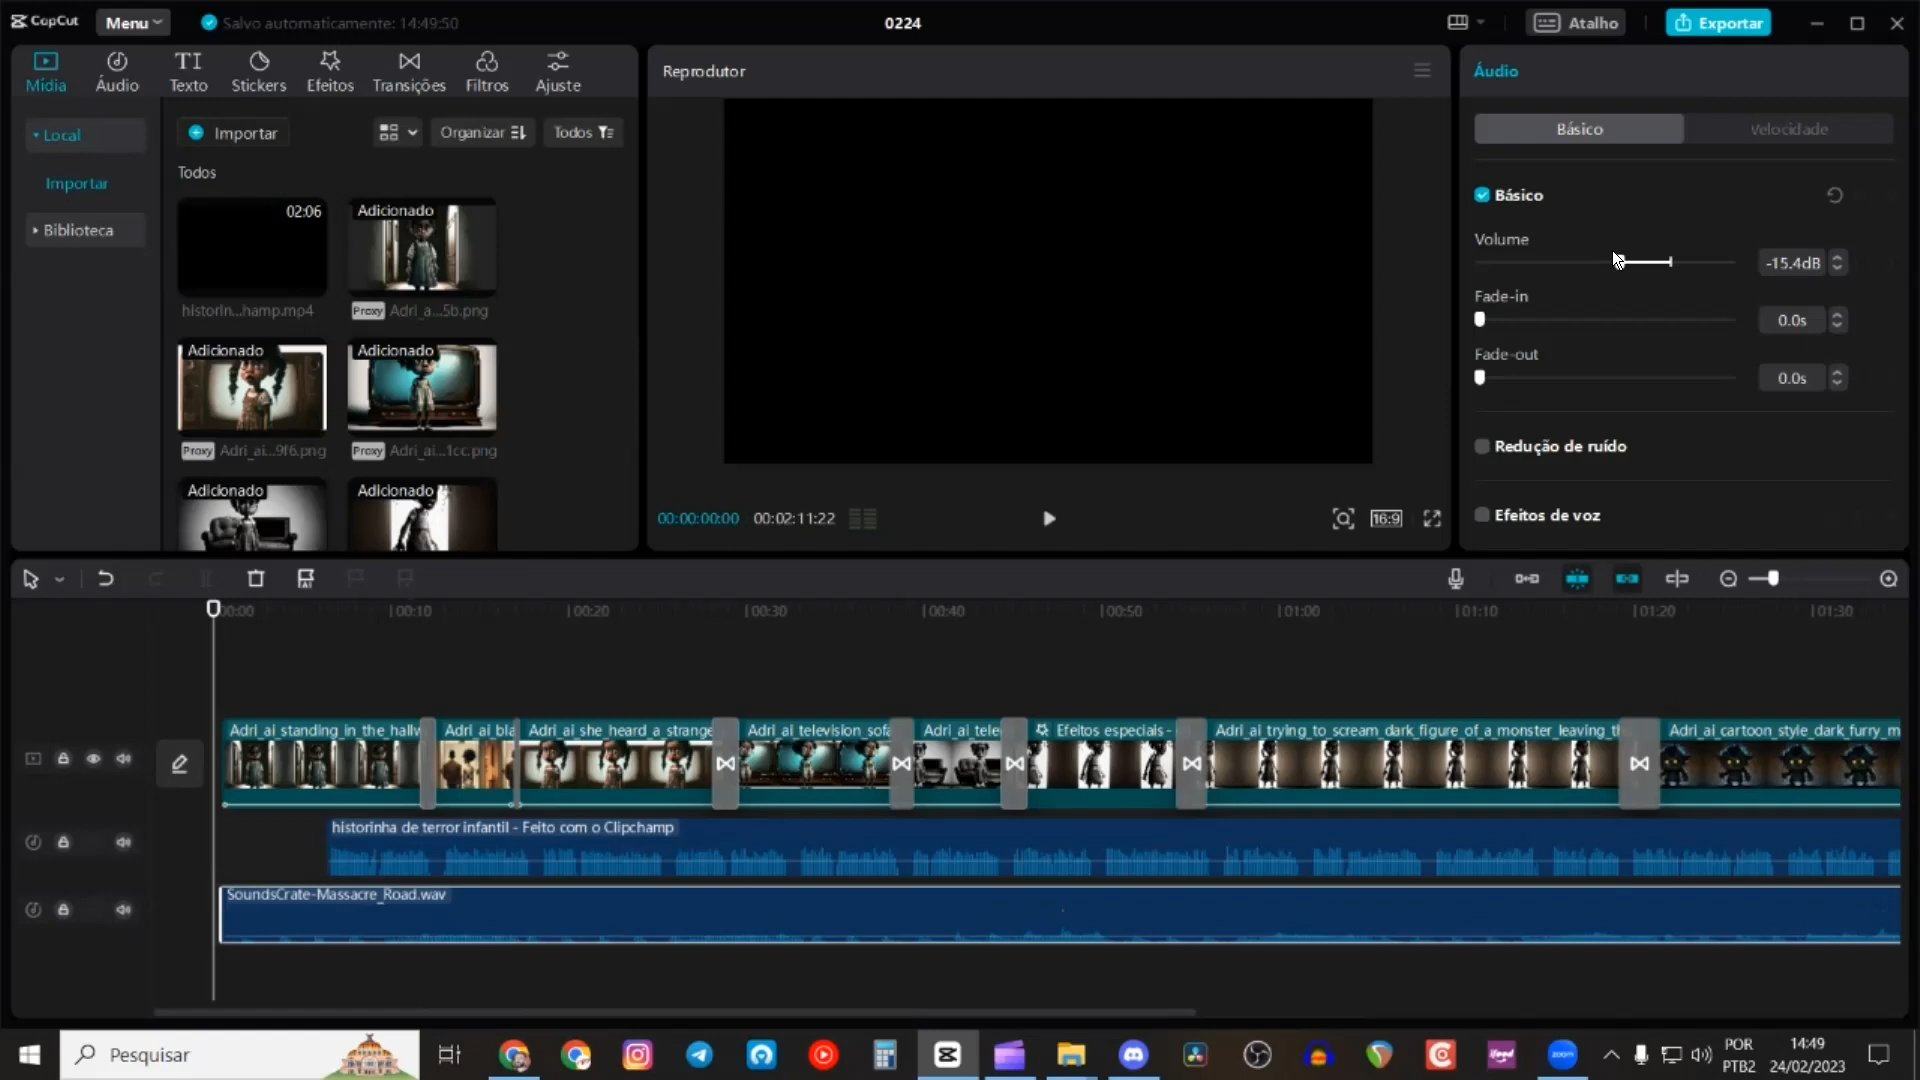 CapCut Menu Salvo automaticamente: 14:49:50 0224 Atalho Exportar
Mídia Áudio Texto Stickers Efeitos Transições Filtros Ajuste
Local
Importar
Biblioteca
Importar Organizar Todos
Todos
02:06 Adicionado
historin...hamp.mp4 Proxy Adri_a...5b.png
Adicionado Adicionado
Proxy Adri_ai...9f6.png Proxy Adri_ai...1cc.png
Adicionado Adicionado
Reprodutor
00:00:00:00 00:02:11:22 16:9
Áudio
Básico Velocidade
Básico
Volume
-15.4dB
Fade-in
0.0s
Fade-out
0.0s
Redução de ruído
Efeitos de voz
00:00 00:10 00:20 00:30 00:40 00:50 01:00 01:10 01:20 01:30
Adri_ai_standing_in_the_hallw Adri_ai_bla Adri_ai_she_heard_a_strange Adri_ai_television_sofa Adri_ai_tele Efeitos especiais - Adri_ai_trying_to_scream_dark_figure_of_a_monster_leaving_th Adri_ai_cartoon_style_dark_furry_m
historinha de terror infantil - Feito com o Clipchamp
SoundsCrate-Massacre_Road.wav
Pesquisar
ifood
zoom
POR
PTB2
14:49
24/02/2023